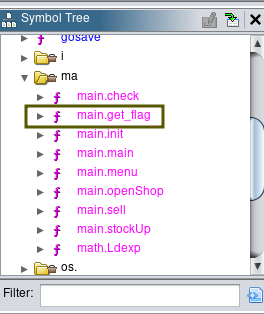 Symbol Tree
gosave
i
ma
main.check
main.get_flag
main.init
main.main
main.menu
main.openShop
main.sell
main.stockUp
math.Ldexp
os.
Filter: